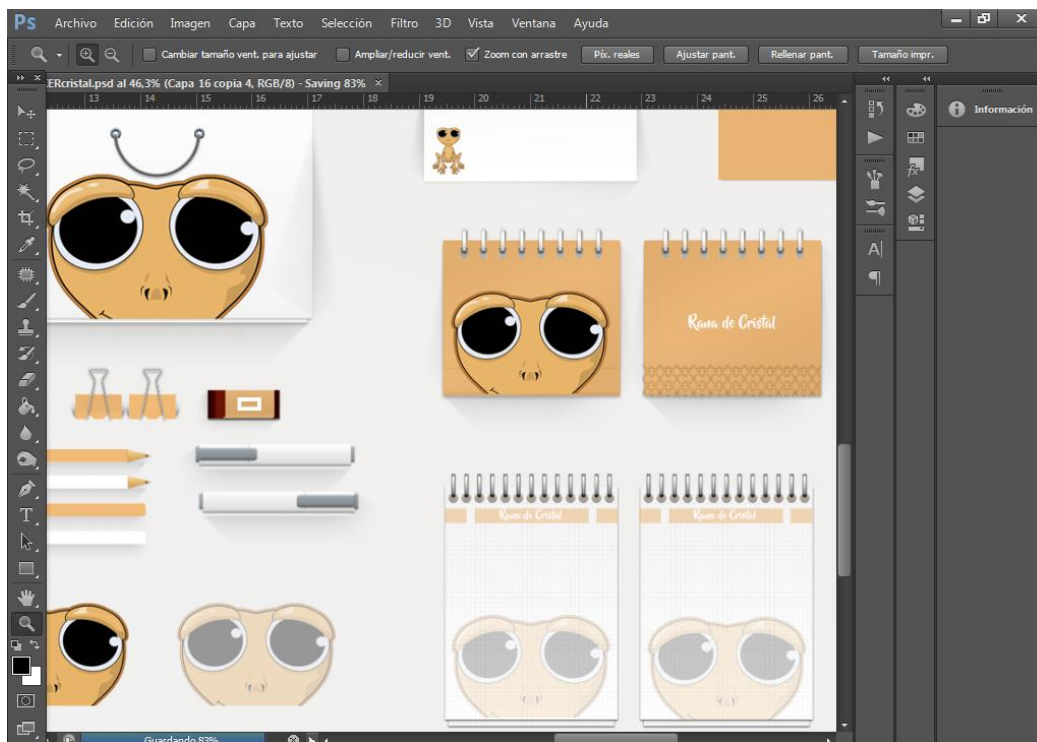 Ps Archivo Edición Imagen Capa Texto Selección Filtro 3D Vista Ventana Ayuda
Cambiar tamaño vent. para ajustar Ampliar/reducir vent. Zoom con arrastre Píx. reales Ajustar pant. Rellenar pant. Tamaño impr.
ERcristal.psd al 46,3% (Capa 16 copia 4, RGB/8) - Saving 83% ×
13 14 15 16 17 18 19 20 21 22 23 24 25 26
Información
Rana de Cristal
Rana de Cristal Rana de Cristal
Guardando 83%